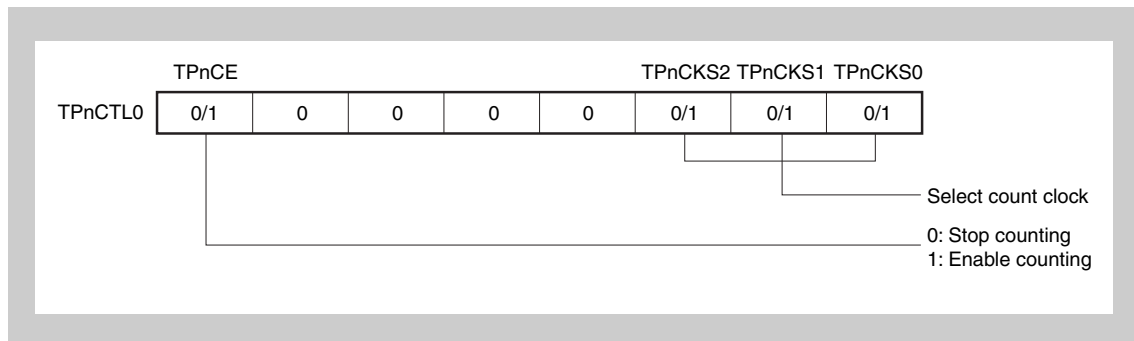 TPnCE TPnCKS2 TPnCKS1 TPnCKS0
TPnCTL0 0/1 0 0 0 0 0/1 0/1 0/1
Select count clock
0: Stop counting
1: Enable counting